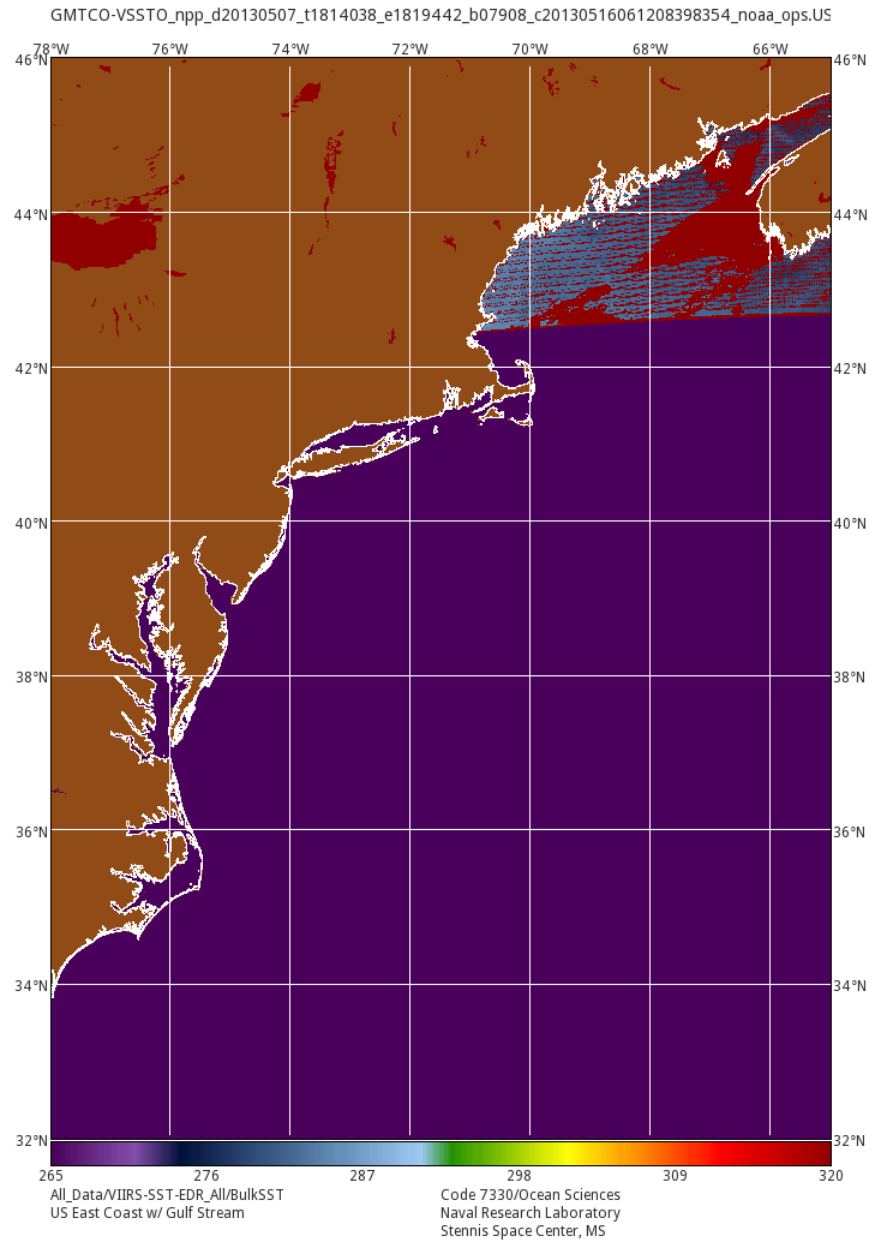 GMTCO-VSSTO_npp_d20130507_t1814038_e1819442_b07908_c20130516061208398354_noaa_ops.US
78°W 76°W 74°W 72°W 70°W 68°W 66°W
46°N 46°N
44°N 44°N
42°N 42°N
40°N 40°N
38°N 38°N
36°N 36°N
34°N 34°N
32°N 32°N
265 276 287 298 309 320
All_Data/VIIRS-SST-EDR_All/BulkSST
US East Coast w/ Gulf Stream
Code 7330/Ocean Sciences
Naval Research Laboratory
Stennis Space Center, MS